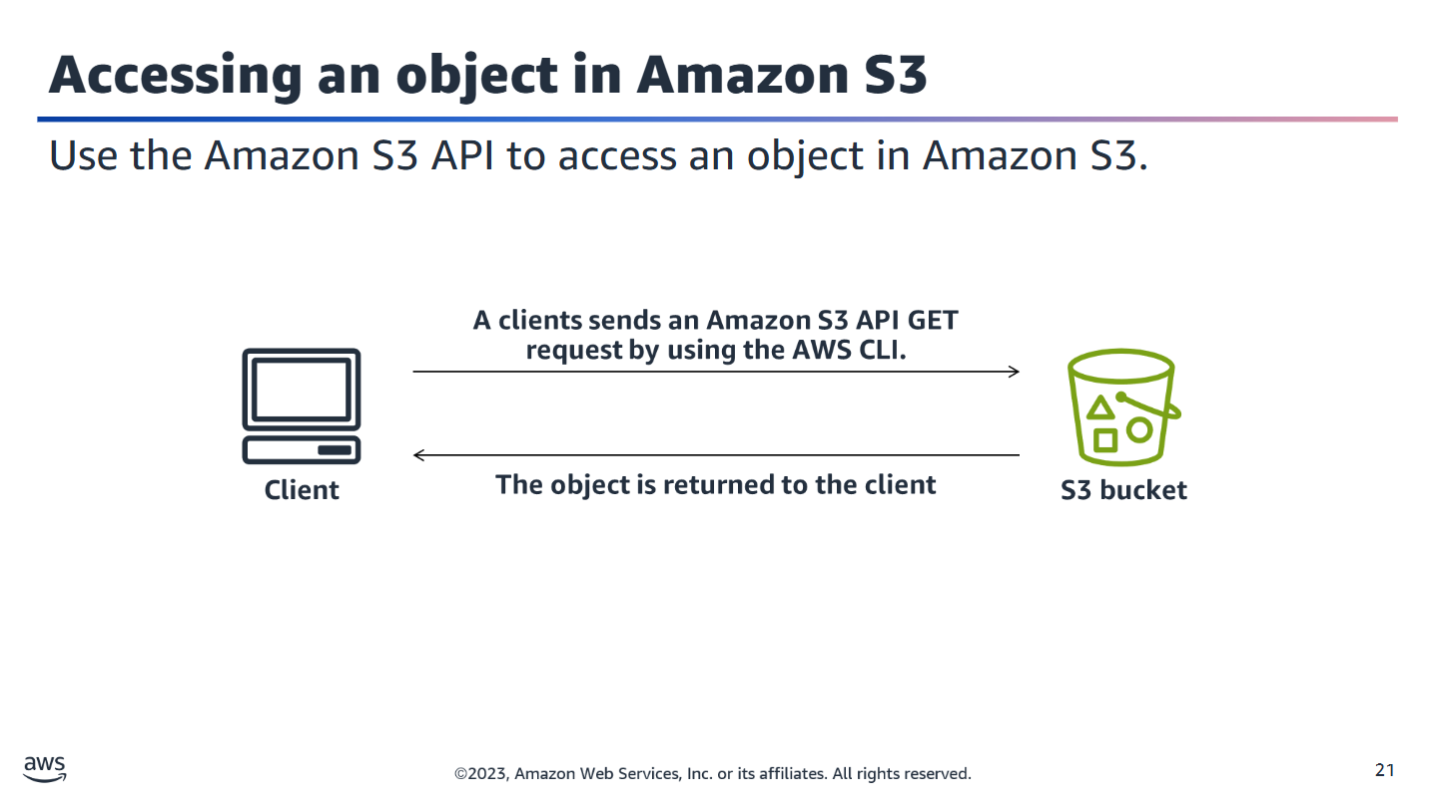 Accessing an object in Amazon S3
Use the Amazon S3 API to access an object in Amazon S3.
A clients sends an Amazon S3 API GET
request by using the AWS CLI.
Client
The object is returned to the client
S3 bucket
aws
©2023, Amazon Web Services, Inc. or its affiliates. All rights reserved.
21